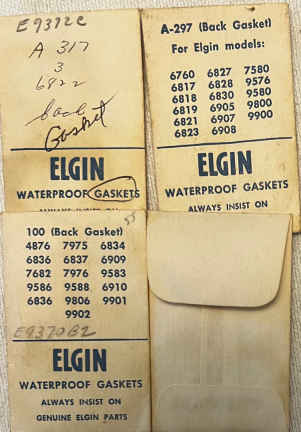 E9372C
A 317
3
6822
back
Gasket
ELGIN
WATERPROOF GASKETS
ALWAYS INSIST ON
A-297 (Back Gasket)
For Elgin models:
6760 6827 7580
6817 6828 9576
6818 6830 9580
6819 6905 9800
6821 6907 9900
6823 6908
ELGIN
WATERPROOF GASKETS
ALWAYS INSIST ON
100 (Back Gasket)
4876 7975 6834
6836 6837 6909
7682 7976 9583
9586 9588 6910
6836 9806 9901
9902
E9370B2
ELGIN
WATERPROOF GASKETS
ALWAYS INSIST ON
GENUINE ELGIN PARTS